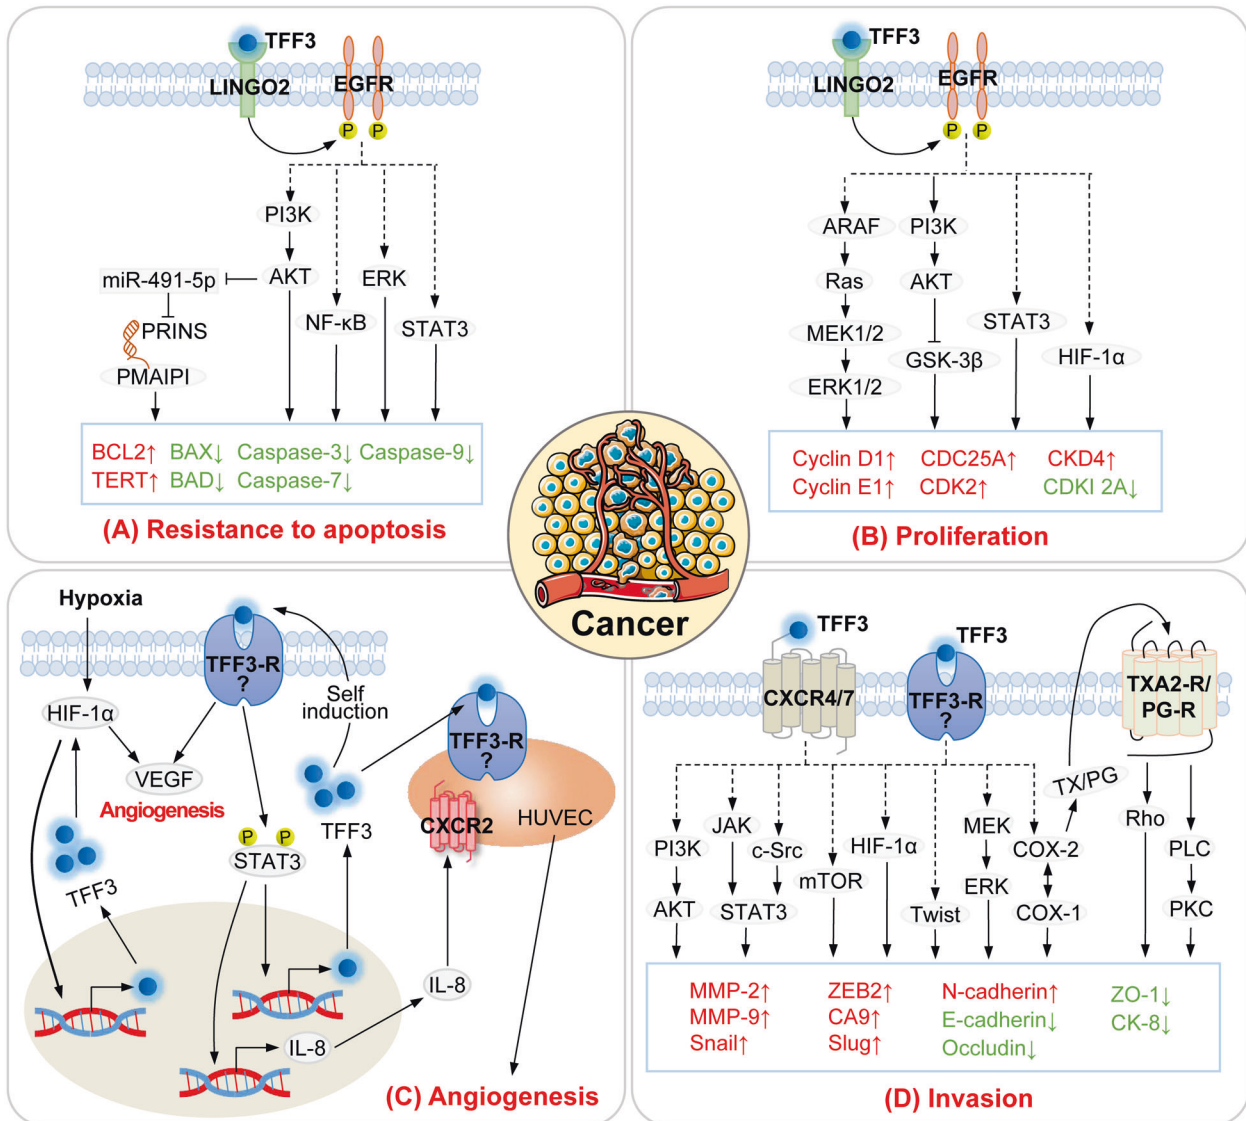 TFF3
LINGO2
EGFR
P
P
PI3K
miR-491-5p
AKT
ERK
PRINS
NF-κB
STAT3
PMAIPI
BCL2↑ BAX↓ Caspase-3↓ Caspase-9↓
TERT↑ BAD↓ Caspase-7↓
(A) Resistance to apoptosis
TFF3
LINGO2
EGFR
P
P
ARAF
PI3K
Ras
AKT
MEK1/2
STAT3
GSK-3β
HIF-1α
ERK1/2
Cyclin D1↑ CDC25A↑ CKD4↑
Cyclin E1↑ CDK2↑ CDKI 2A↓
(B) Proliferation
Cancer
Hypoxia
TFF3-R
?
Self
induction
HIF-1α
VEGF
Angiogenesis
TFF3-R
?
P
P
STAT3
TFF3
CXCR2
HUVEC
TFF3
IL-8
IL-8
(C) Angiogenesis
TFF3
TFF3
CXCR4/7
TFF3-R
?
TXA2-R/
PG-R
TX/PG
PI3K
JAK
c-Src
mTOR
HIF-1α
MEK
COX-2
Rho
PLC
AKT
STAT3
Twist
ERK
COX-1
PKC
MMP-2↑ ZEB2↑ N-cadherin↑ ZO-1↓
MMP-9↑ CA9↑ E-cadherin↓ CK-8↓
Snail↑ Slug↑ Occludin↓
(D) Invasion